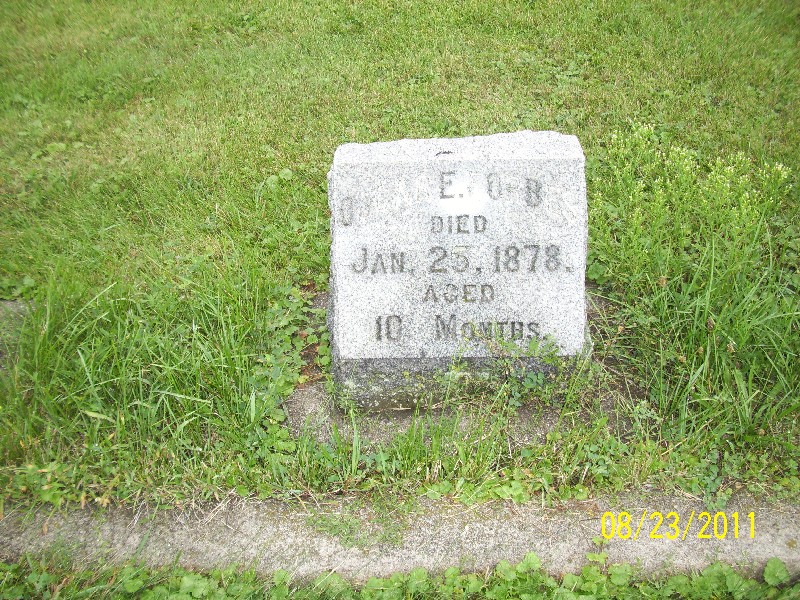 E.
DIED
JAN. 25, 1878.
AGED
10 MONTHS
08/23/2011